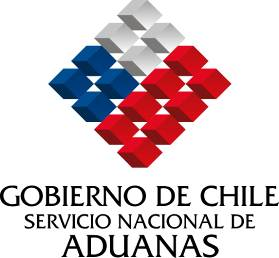 GOBIERNO DE CHILE
SERVICIO NACIONAL DE
ADUANAS